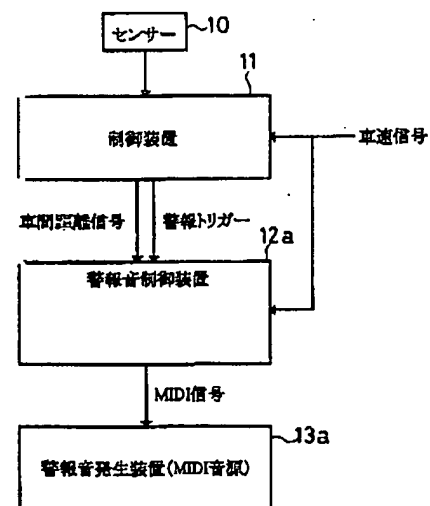 センサー 10
11
制御装置
車速信号
車間距離信号 警報トリガー
12a
警報音制御装置
MIDI信号
13a
警報音発生装置(MIDI音源)